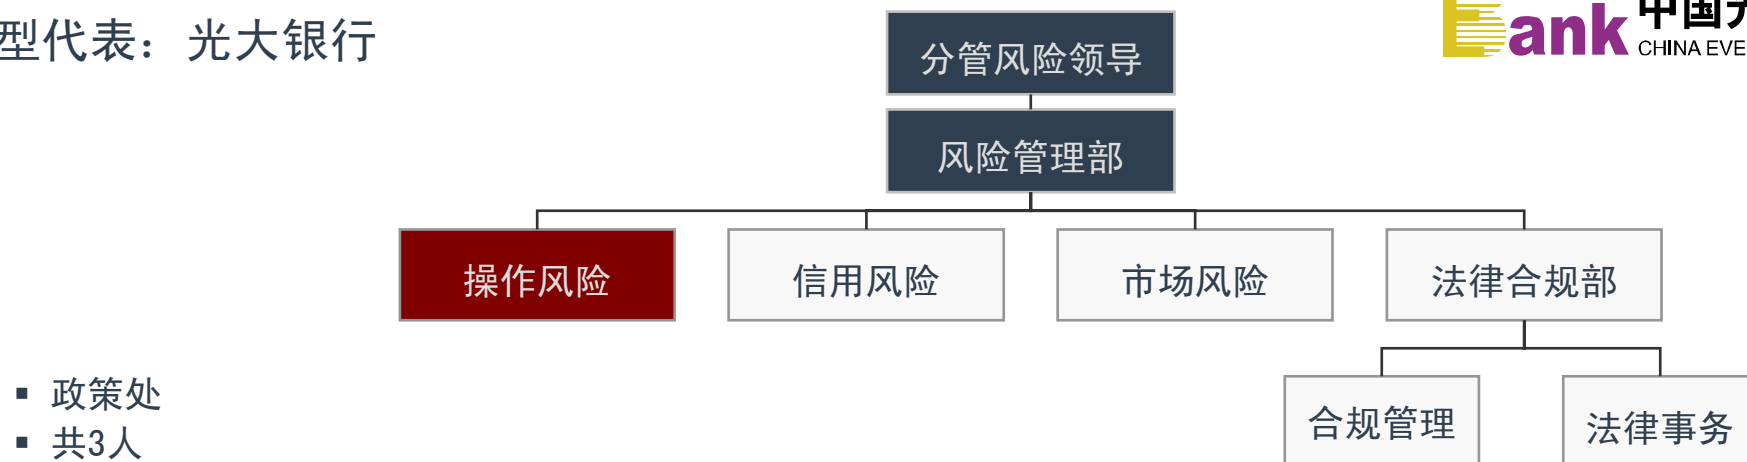 型代表：光大银行
ank 中国
CHINA EVE
分管风险领导
风险管理部
操作风险
信用风险
市场风险
法律合规部
▪ 政策处
▪ 共3人
合规管理
法律事务